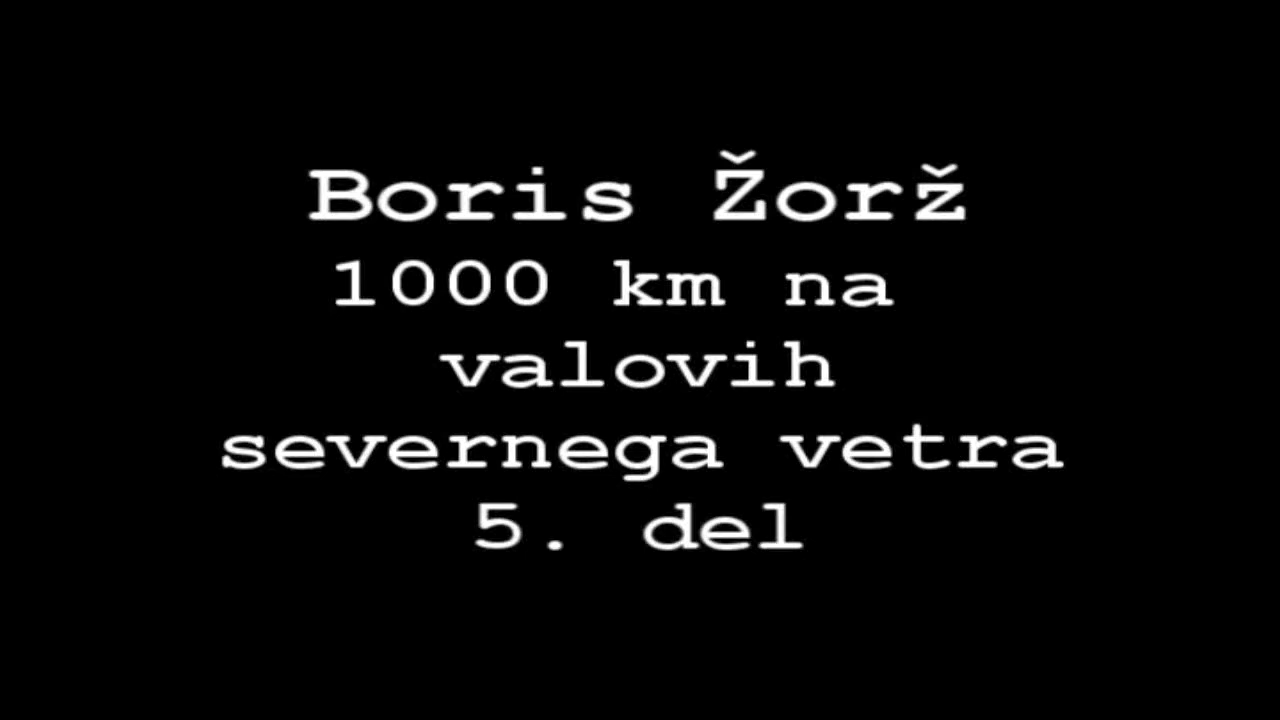 Boris Žorž
1000 km na
valovih
severnega vetra
5. del